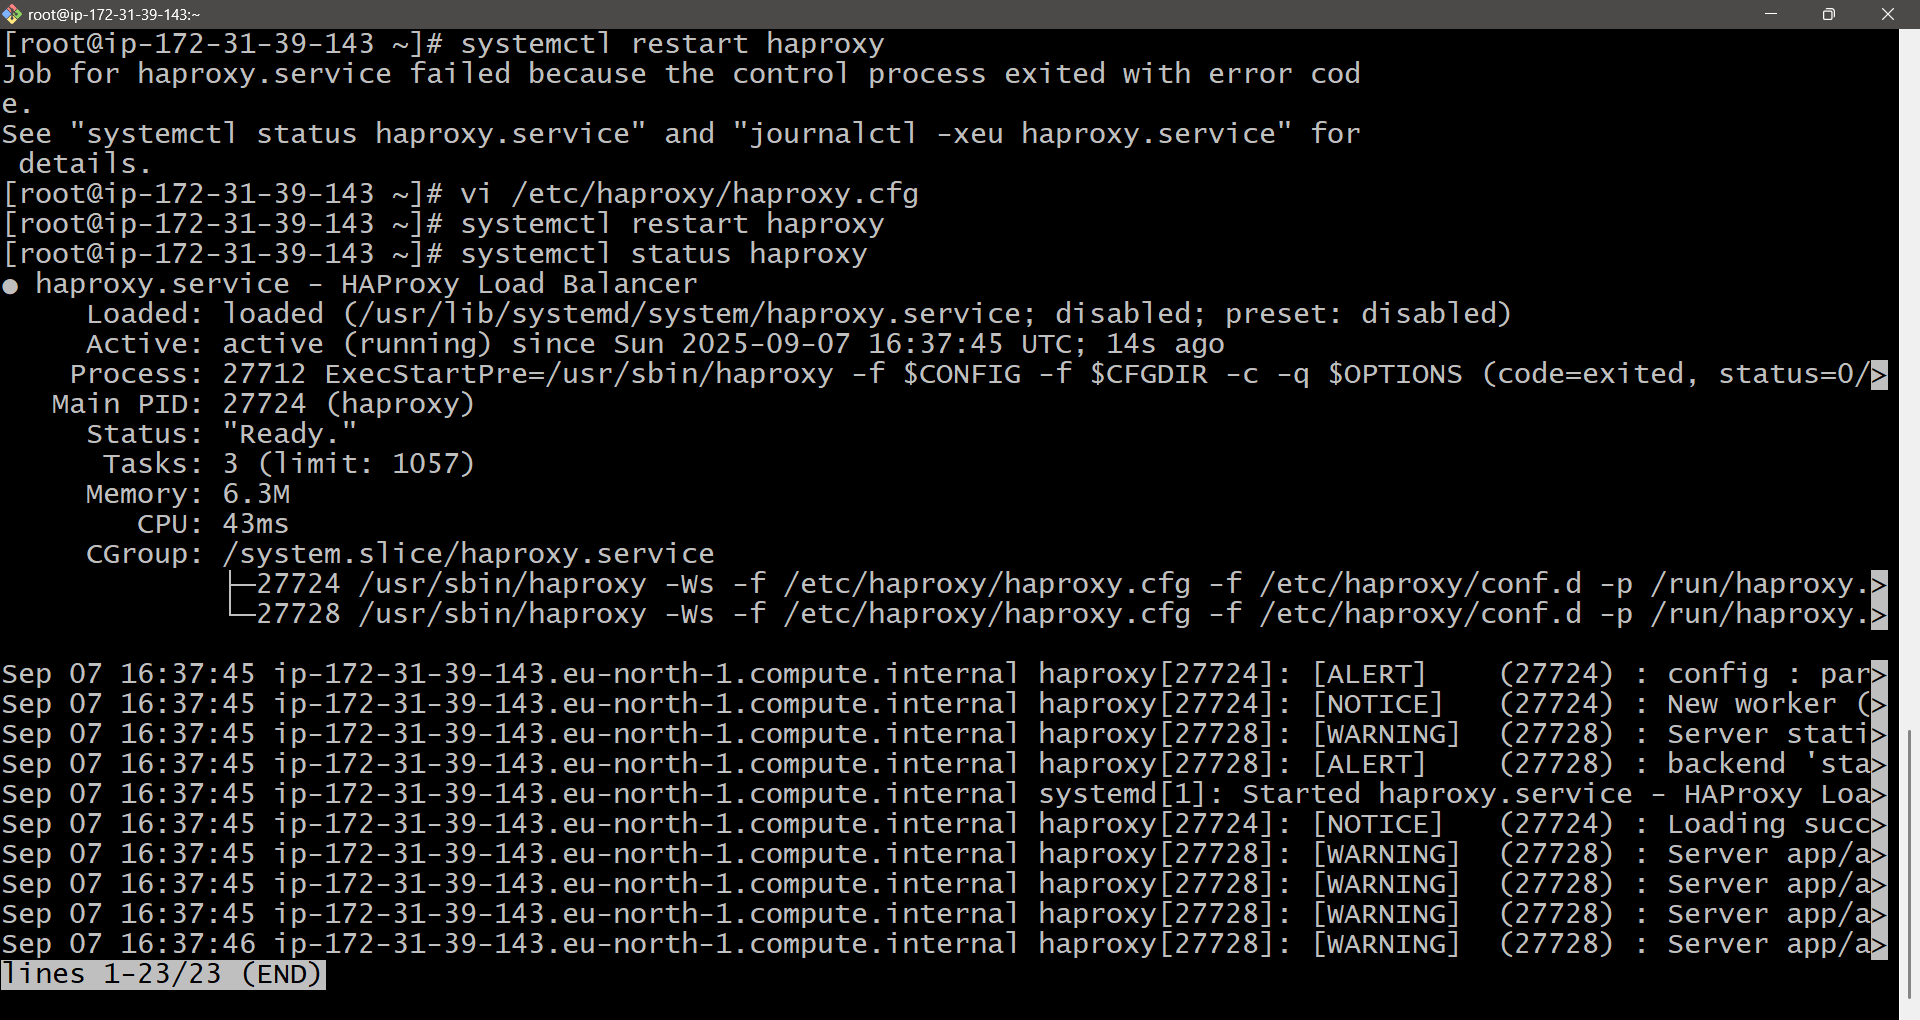 root@ip-172-31-39-143:~
[root@ip-172-31-39-143 ~]# systemctl restart haproxy
Job for haproxy.service failed because the control process exited with error cod
e.
See "systemctl status haproxy.service" and "journalctl -xeu haproxy.service" for
 details.
[root@ip-172-31-39-143 ~]# vi /etc/haproxy/haproxy.cfg
[root@ip-172-31-39-143 ~]# systemctl restart haproxy
[root@ip-172-31-39-143 ~]# systemctl status haproxy
● haproxy.service - HAProxy Load Balancer
     Loaded: loaded (/usr/lib/systemd/system/haproxy.service; disabled; preset: disabled)
     Active: active (running) since Sun 2025-09-07 16:37:45 UTC; 14s ago
    Process: 27712 ExecStartPre=/usr/sbin/haproxy -f $CONFIG -f $CFGDIR -c -q $OPTIONS (code=exited, status=0/>
   Main PID: 27724 (haproxy)
     Status: "Ready."
      Tasks: 3 (limit: 1057)
     Memory: 6.3M
        CPU: 43ms
     CGroup: /system.slice/haproxy.service
             ├─27724 /usr/sbin/haproxy -Ws -f /etc/haproxy/haproxy.cfg -f /etc/haproxy/conf.d -p /run/haproxy.>
             └─27728 /usr/sbin/haproxy -Ws -f /etc/haproxy/haproxy.cfg -f /etc/haproxy/conf.d -p /run/haproxy.>
Sep 07 16:37:45 ip-172-31-39-143.eu-north-1.compute.internal haproxy[27724]: [ALERT]    (27724) : config : par>
Sep 07 16:37:45 ip-172-31-39-143.eu-north-1.compute.internal haproxy[27724]: [NOTICE]   (27724) : New worker (>
Sep 07 16:37:45 ip-172-31-39-143.eu-north-1.compute.internal haproxy[27728]: [WARNING]  (27728) : Server stati>
Sep 07 16:37:45 ip-172-31-39-143.eu-north-1.compute.internal haproxy[27728]: [ALERT]    (27728) : backend 'sta>
Sep 07 16:37:45 ip-172-31-39-143.eu-north-1.compute.internal systemd[1]: Started haproxy.service - HAProxy Loa>
Sep 07 16:37:45 ip-172-31-39-143.eu-north-1.compute.internal haproxy[27724]: [NOTICE]   (27724) : Loading succ>
Sep 07 16:37:45 ip-172-31-39-143.eu-north-1.compute.internal haproxy[27728]: [WARNING]  (27728) : Server app/a>
Sep 07 16:37:45 ip-172-31-39-143.eu-north-1.compute.internal haproxy[27728]: [WARNING]  (27728) : Server app/a>
Sep 07 16:37:45 ip-172-31-39-143.eu-north-1.compute.internal haproxy[27728]: [WARNING]  (27728) : Server app/a>
Sep 07 16:37:46 ip-172-31-39-143.eu-north-1.compute.internal haproxy[27728]: [WARNING]  (27728) : Server app/a>
lines 1-23/23 (END)